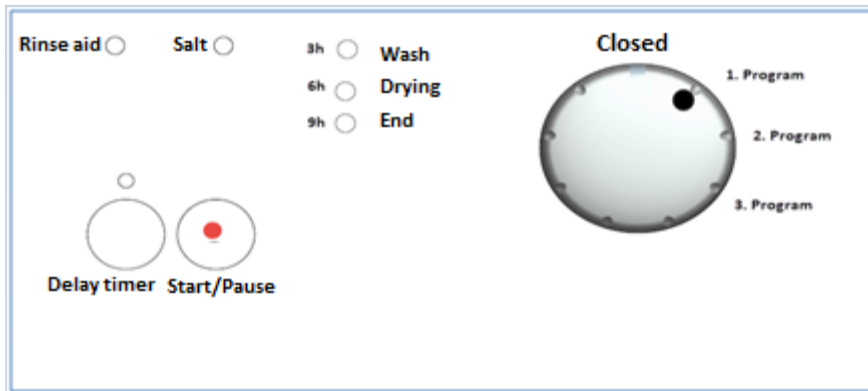 Rinse aid
Salt
3h
Wash
6h
Drying
9h
End
Closed
1. Program
2. Program
3. Program
Delay timer
Start/Pause